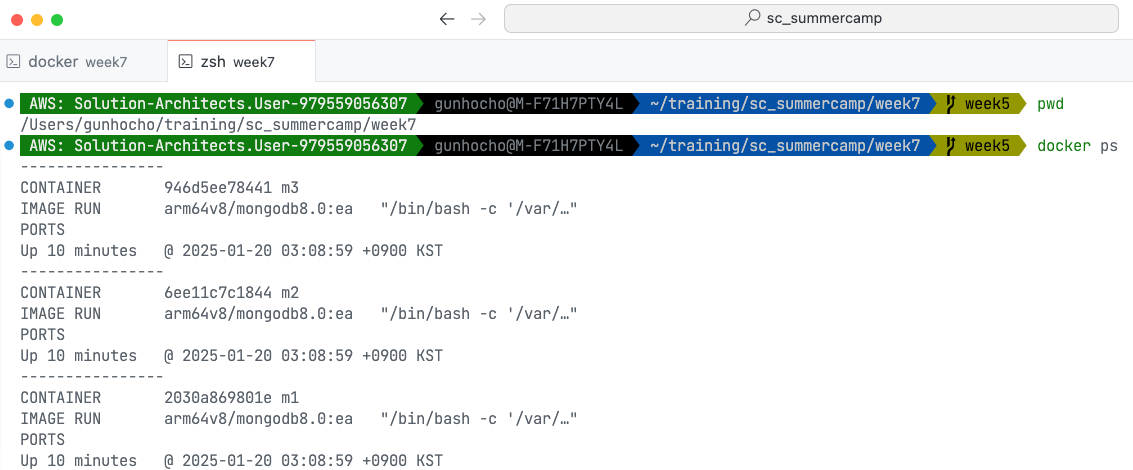 sc_summercamp
docker week7
zsh week7
AWS: Solution-Architects.User-979559056307 gunhocho@M-F71H7PTY4L ~/training/sc_summercamp/week7 week5 pwd
/Users/gunhocho/training/sc_summercamp/week7
AWS: Solution-Architects.User-979559056307 gunhocho@M-F71H7PTY4L ~/training/sc_summercamp/week7 week5 docker ps
----------------
CONTAINER 946d5ee78441 m3
IMAGE RUN arm64v8/mongodb8.0:ea "/bin/bash -c '/var/…"
PORTS
Up 10 minutes @ 2025-01-20 03:08:59 +0900 KST
----------------
CONTAINER 6ee11c7c1844 m2
IMAGE RUN arm64v8/mongodb8.0:ea "/bin/bash -c '/var/…"
PORTS
Up 10 minutes @ 2025-01-20 03:08:59 +0900 KST
----------------
CONTAINER 2030a869801e m1
IMAGE RUN arm64v8/mongodb8.0:ea "/bin/bash -c '/var/…"
PORTS
Up 10 minutes @ 2025-01-20 03:08:59 +0900 KST